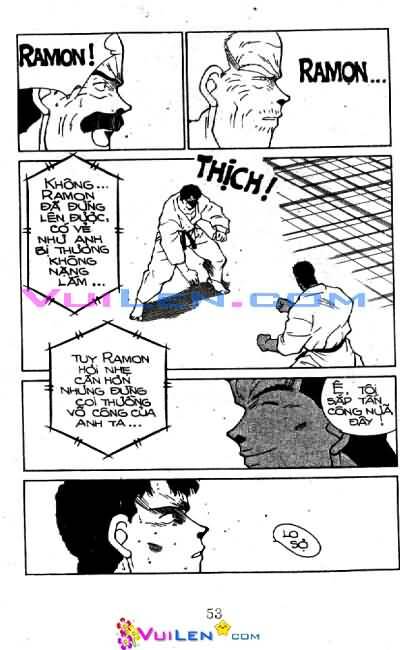 RAMON!
RAMON...
THỊCH!
KHÔNG...
RAMON
ĐÃ ĐỨNG
LÊN ĐƯỢC,
CƠ VẺ
NHƯ ANH
BỊ THƯƠNG
KHÔNG
NẶNG
LẮM...
VUILEN.COM
TUY RAMON
HƠI NHẸ
CÂN HƠN
NHƯNG ĐỪNG
COI THƯỜNG
VÕ CÔNG CỦA
ANH TA...
Ê, TÔI
SẮP TẤN
CÔNG NỮA
ĐÂY!
LO
SỢ
53
VUILEN.COM